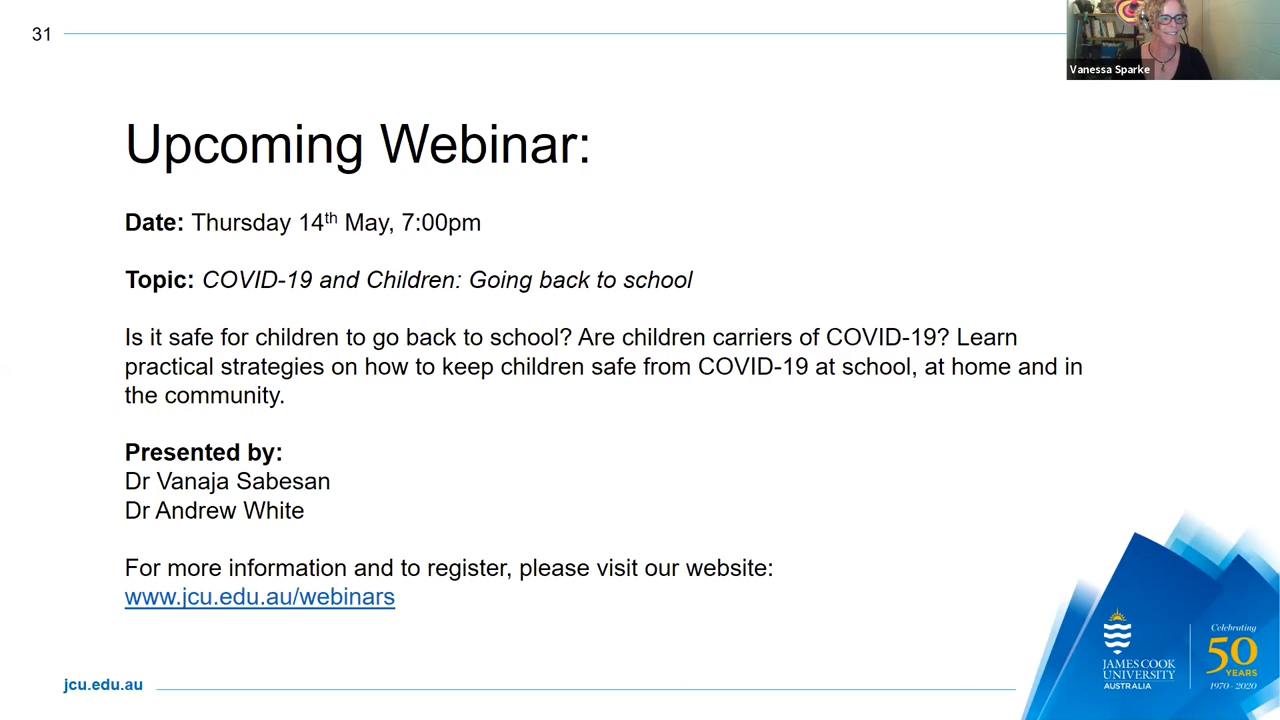 31
Vanessa Sparke
Upcoming Webinar:
Date: Thursday 14th May, 7:00pm
Topic: COVID-19 and Children: Going back to school
Is it safe for children to go back to school? Are children carriers of COVID-19? Learn
practical strategies on how to keep children safe from COVID-19 at school, at home and in
the community.
Presented by:
Dr Vanaja Sabesan
Dr Andrew White
For more information and to register, please visit our website:
www.jcu.edu.au/webinars
jcu.edu.au
JAMES COOK
UNIVERSITY
AUSTRALIA
Celebrating
50
YEARS
1970 - 2020